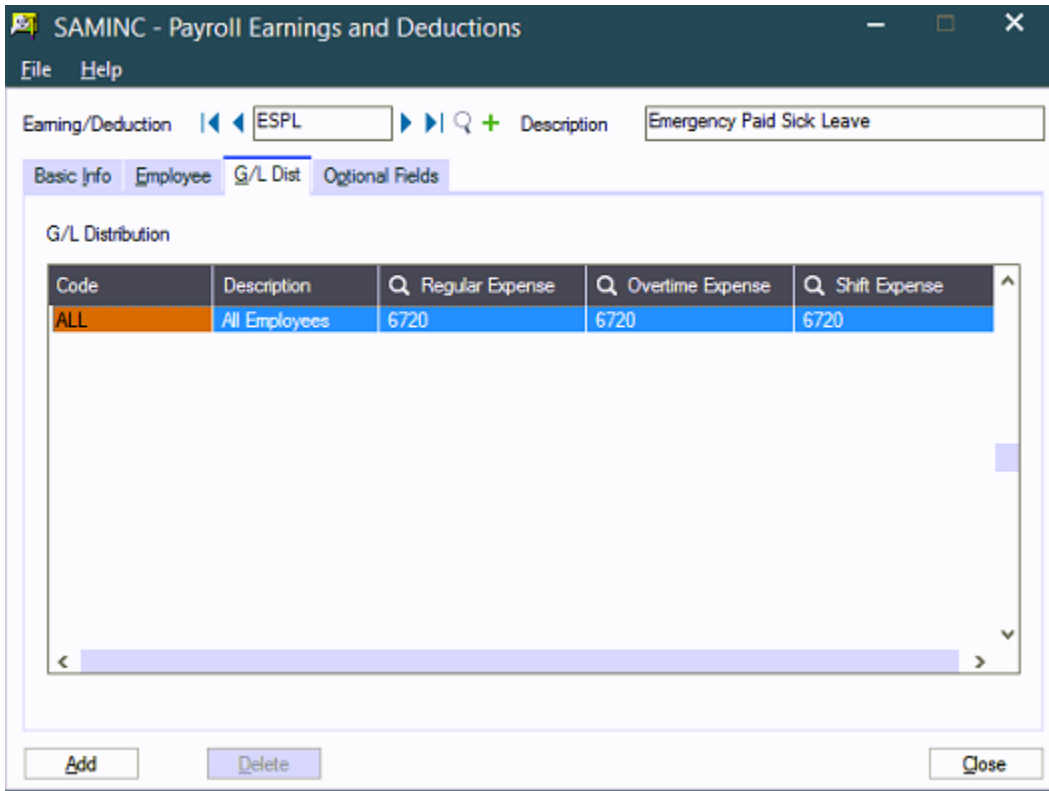 SAMINC - Payroll Earnings and Deductions
File Help
Earning/Deduction ESPL Description Emergency Paid Sick Leave
Basic Info Employee G/L Dist Optional Fields
G/L Distribution
Code Description Regular Expense Overtime Expense Shift Expense
ALL All Employees 6720 6720 6720
Add Delete Close